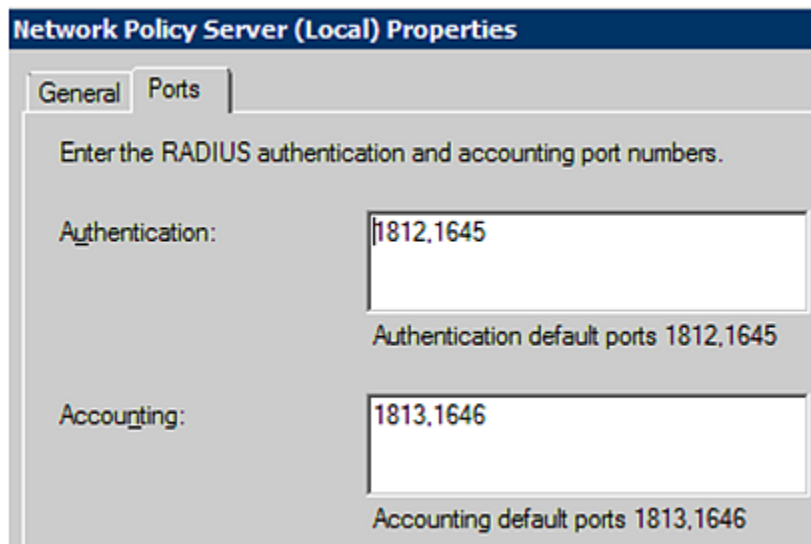 Network Policy Server (Local) Properties
General Ports
Enter the RADIUS authentication and accounting port numbers.
Authentication: 1812,1645
Authentication default ports 1812,1645
Accounting: 1813,1646
Accounting default ports 1813,1646